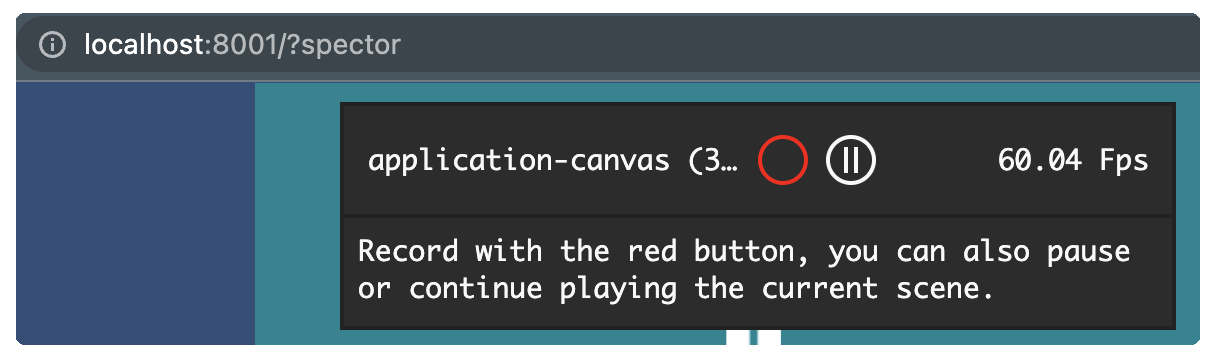 localhost:8001/?spector
application-canvas (3… 60.04 Fps
Record with the red button, you can also pause
or continue playing the current scene.